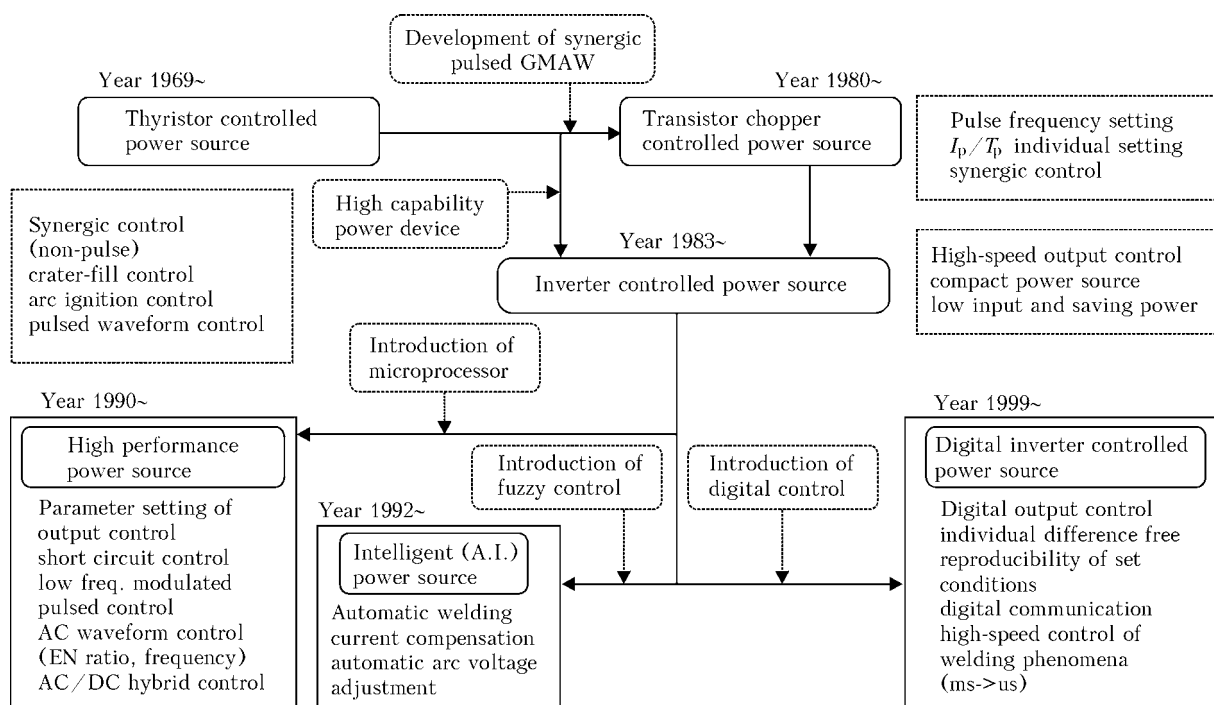 Development of synergic
pulsed GMAW
Year 1969~
Year 1980~
Thyristor controlled
power source
Transistor chopper
controlled power source
Pulse frequency setting
Ip/Tp individual setting
synergic control
High capability
power device
Synergic control
(non-pulse)
crater-fill control
arc ignition control
pulsed waveform control
Year 1983~
Inverter controlled power source
High-speed output control
compact power source
low input and saving power
Introduction of
microprocessor
Year 1990~
High performance
power source
Parameter setting of
output control
short circuit control
low freq. modulated
pulsed control
AC waveform control
(EN ratio, frequency)
AC/DC hybrid control
Introduction of
fuzzy control
Introduction of
digital control
Year 1992~
Intelligent (A.I.)
power source
Automatic welding
current compensation
automatic arc voltage
adjustment
Year 1999~
Digital inverter controlled
power source
Digital output control
individual difference free
reproducibility of set
conditions
digital communication
high-speed control of
welding phenomena
(ms->us)